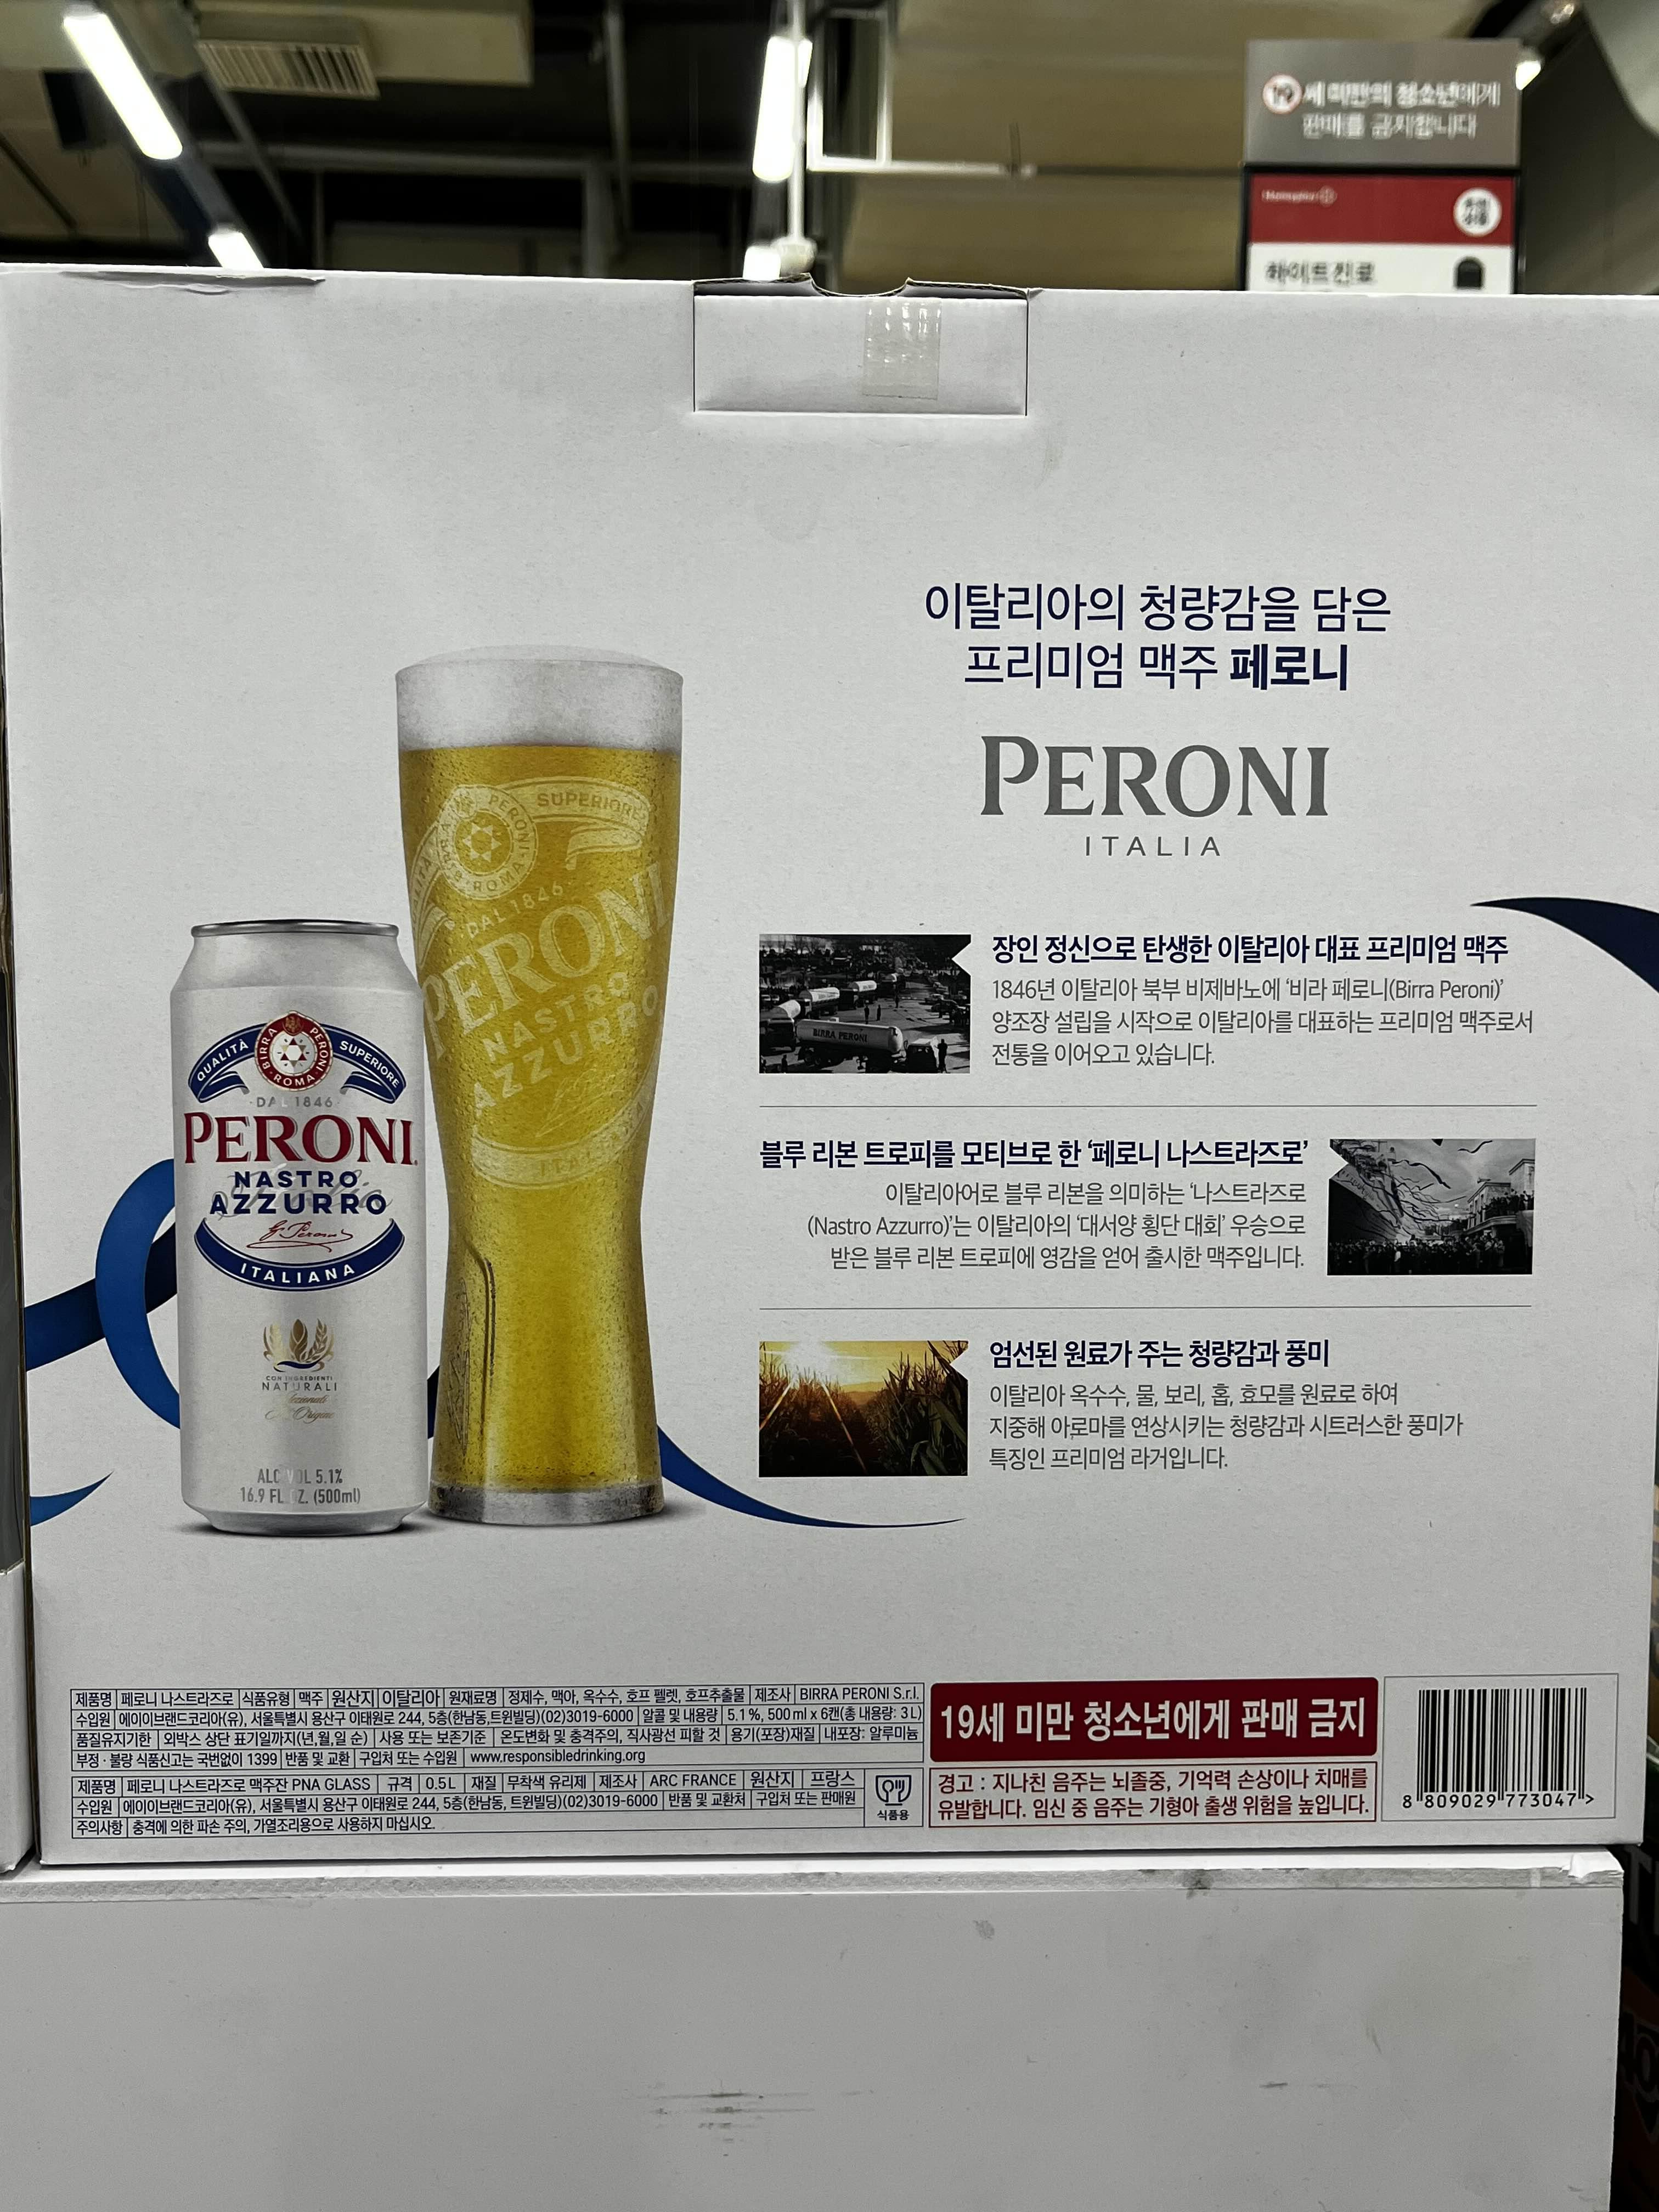 19세 미만의 청소년에게
판매를 금지합니다
Homeplus
하이트진로
이탈리아의 청량감을 담은
프리미엄 맥주 페로니
PERONI
ITALIA
장인 정신으로 탄생한 이탈리아 대표 프리미엄 맥주
1846년 이탈리아 북부 비제바노에 ‘비라 페로니(Birra Peroni)’
양조장 설립을 시작으로 이탈리아를 대표하는 프리미엄 맥주로서
전통을 이어오고 있습니다.
BIRRA PERONI
블루 리본 트로피를 모티브로 한 ‘페로니 나스트라즈로’
이탈리아어로 블루 리본을 의미하는 ‘나스트라즈로
(Nastro Azzurro)’는 이탈리아의 ‘대서양 횡단 대회’ 우승으로
받은 블루 리본 트로피에 영감을 얻어 출시한 맥주입니다.
엄선된 원료가 주는 청량감과 풍미
이탈리아 옥수수, 물, 보리, 홉, 효모를 원료로 하여
지중해 아로마를 연상시키는 청량감과 시트러스한 풍미가
특징인 프리미엄 라거입니다.
SUPERIORE
BIRRA PERONI ROMA
DAL 1846
PERONI
NASTRO
AZZURRO
QUALITÀ BIRRA PERONI SUPERIORE
·ROMA·
·DAL 1846·
PERONI
NASTRO
AZZURRO
G. Peroni
ITALIANA
CON INGREDIENTI
NATURALI
ALC VOL 5.1%
16.9 FL OZ. (500ml)
제품명 페로니 나스트라즈로 식품유형 맥주 원산지 이탈리아 원재료명 정제수, 맥아, 옥수수, 호프 펠렛, 호프추출물 제조사 BIRRA PERONI S.r.l.
수입원 에이이브랜드코리아(유), 서울특별시 용산구 이태원로 244, 5층(한남동,트윈빌딩)(02)3019-6000 알콜 및 내용량 5.1 %, 500 ml x 6캔(총 내용량: 3 L)
품질유지기한 외박스 상단 표기일까지(년,월,일 순) 사용 또는 보존기준 온도변화 및 충격주의, 직사광선 피할 것 용기(포장)재질 내포장: 알루미늄
부정 · 불량 식품신고는 국번없이 1399 반품 및 교환 구입처 또는 수입원 www.responsibledrinking.org
제품명 페로니 나스트라즈로 맥주잔 PNA GLASS 규격 0.5 L 재질 무착색 유리제 제조사 ARC FRANCE 원산지 프랑스
수입원 에이이브랜드코리아(유), 서울특별시 용산구 이태원로 244, 5층(한남동, 트윈빌딩)(02)3019-6000 반품 및 교환처 구입처 또는 판매원
주의사항 충격에 의한 파손 주의, 가열조리용으로 사용하지 마십시오.
식품용
19세 미만 청소년에게 판매 금지
경고 : 지나친 음주는 뇌졸중, 기억력 손상이나 치매를
유발합니다. 임신 중 음주는 기형아 출생 위험을 높입니다.
8 809029 773047 >